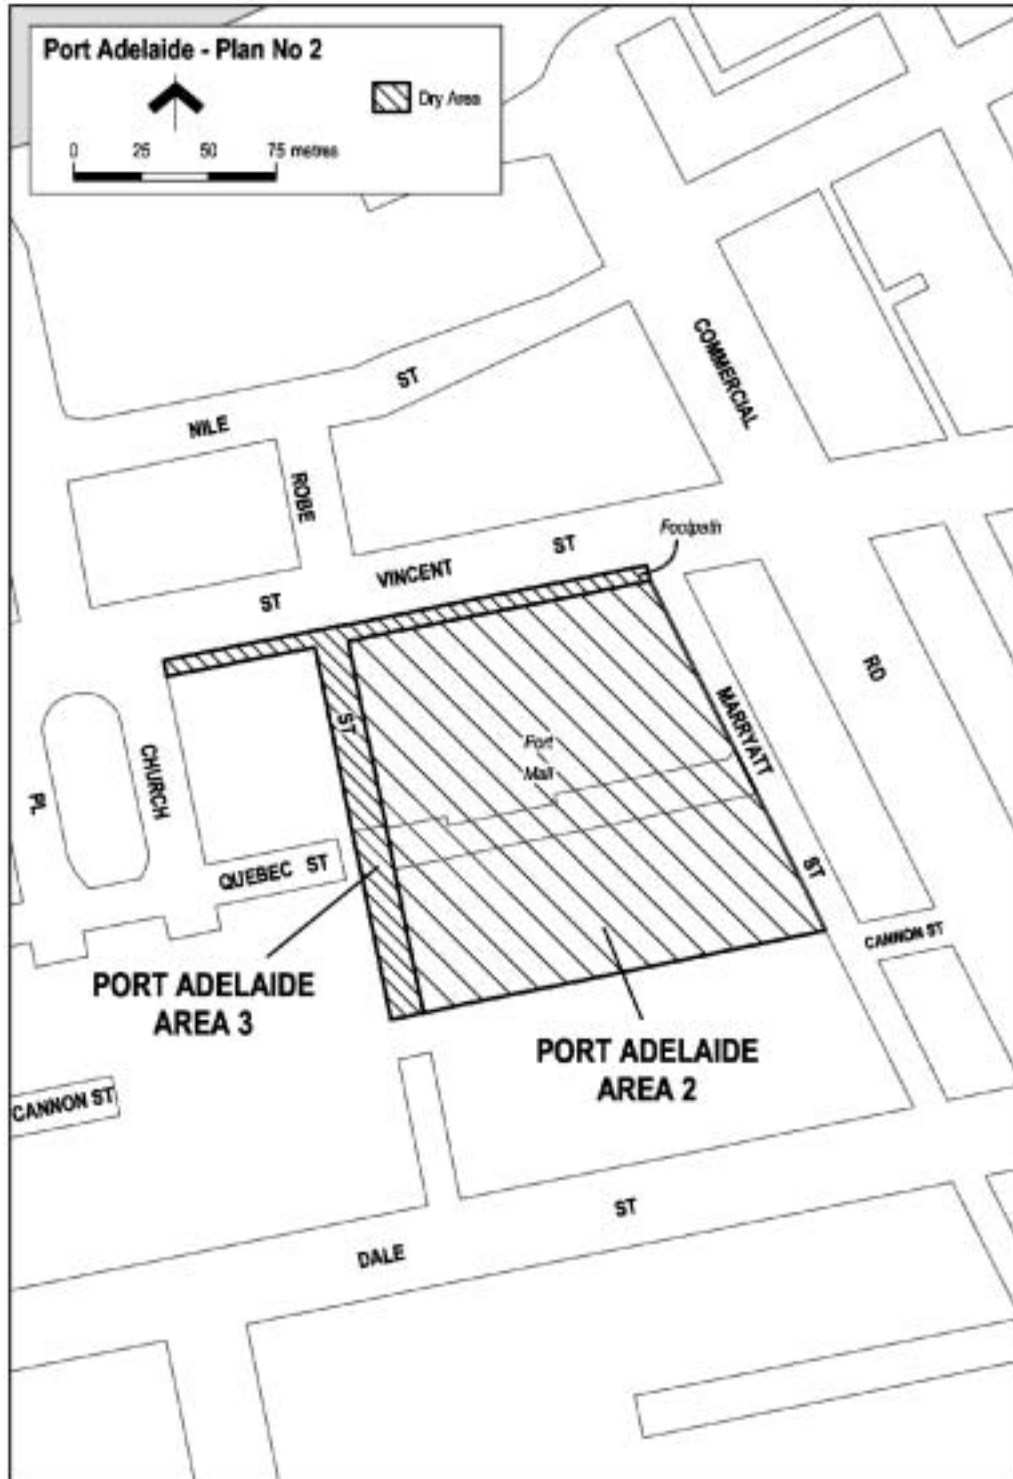 Port Adelaide - Plan No 2
Dry Area
0 25 50 75 metres
COMMERCIAL
ST
NILE
ROBE
Footpath
ST
VINCENT
ST
RD
ST
MARRYATT
Port
Mall
CHURCH
PL
QUEBEC ST
ST
CANNON ST
PORT ADELAIDE
AREA 3
PORT ADELAIDE
AREA 2
CANNON ST
ST
DALE